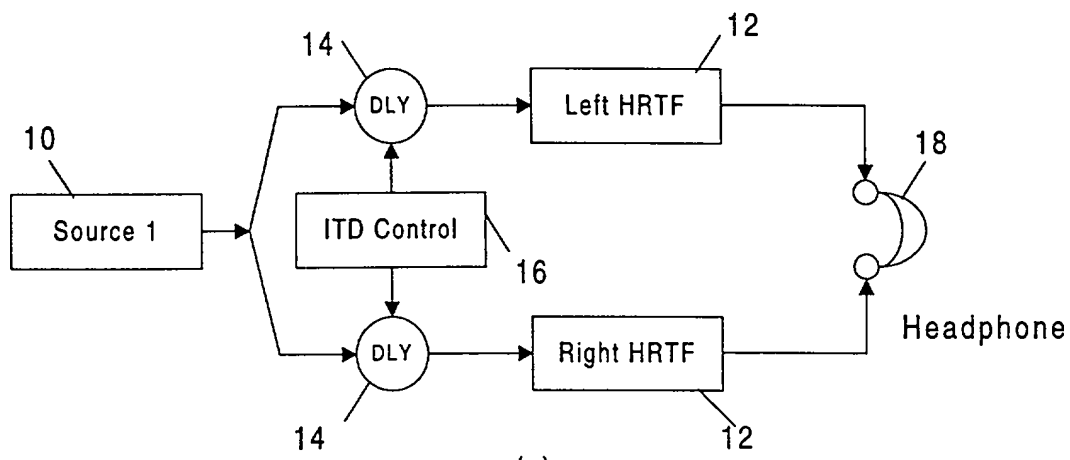 14
12
DLY
Left HRTF
10
18
Source 1
ITD Control
16
DLY
Right HRTF
Headphone
14
12